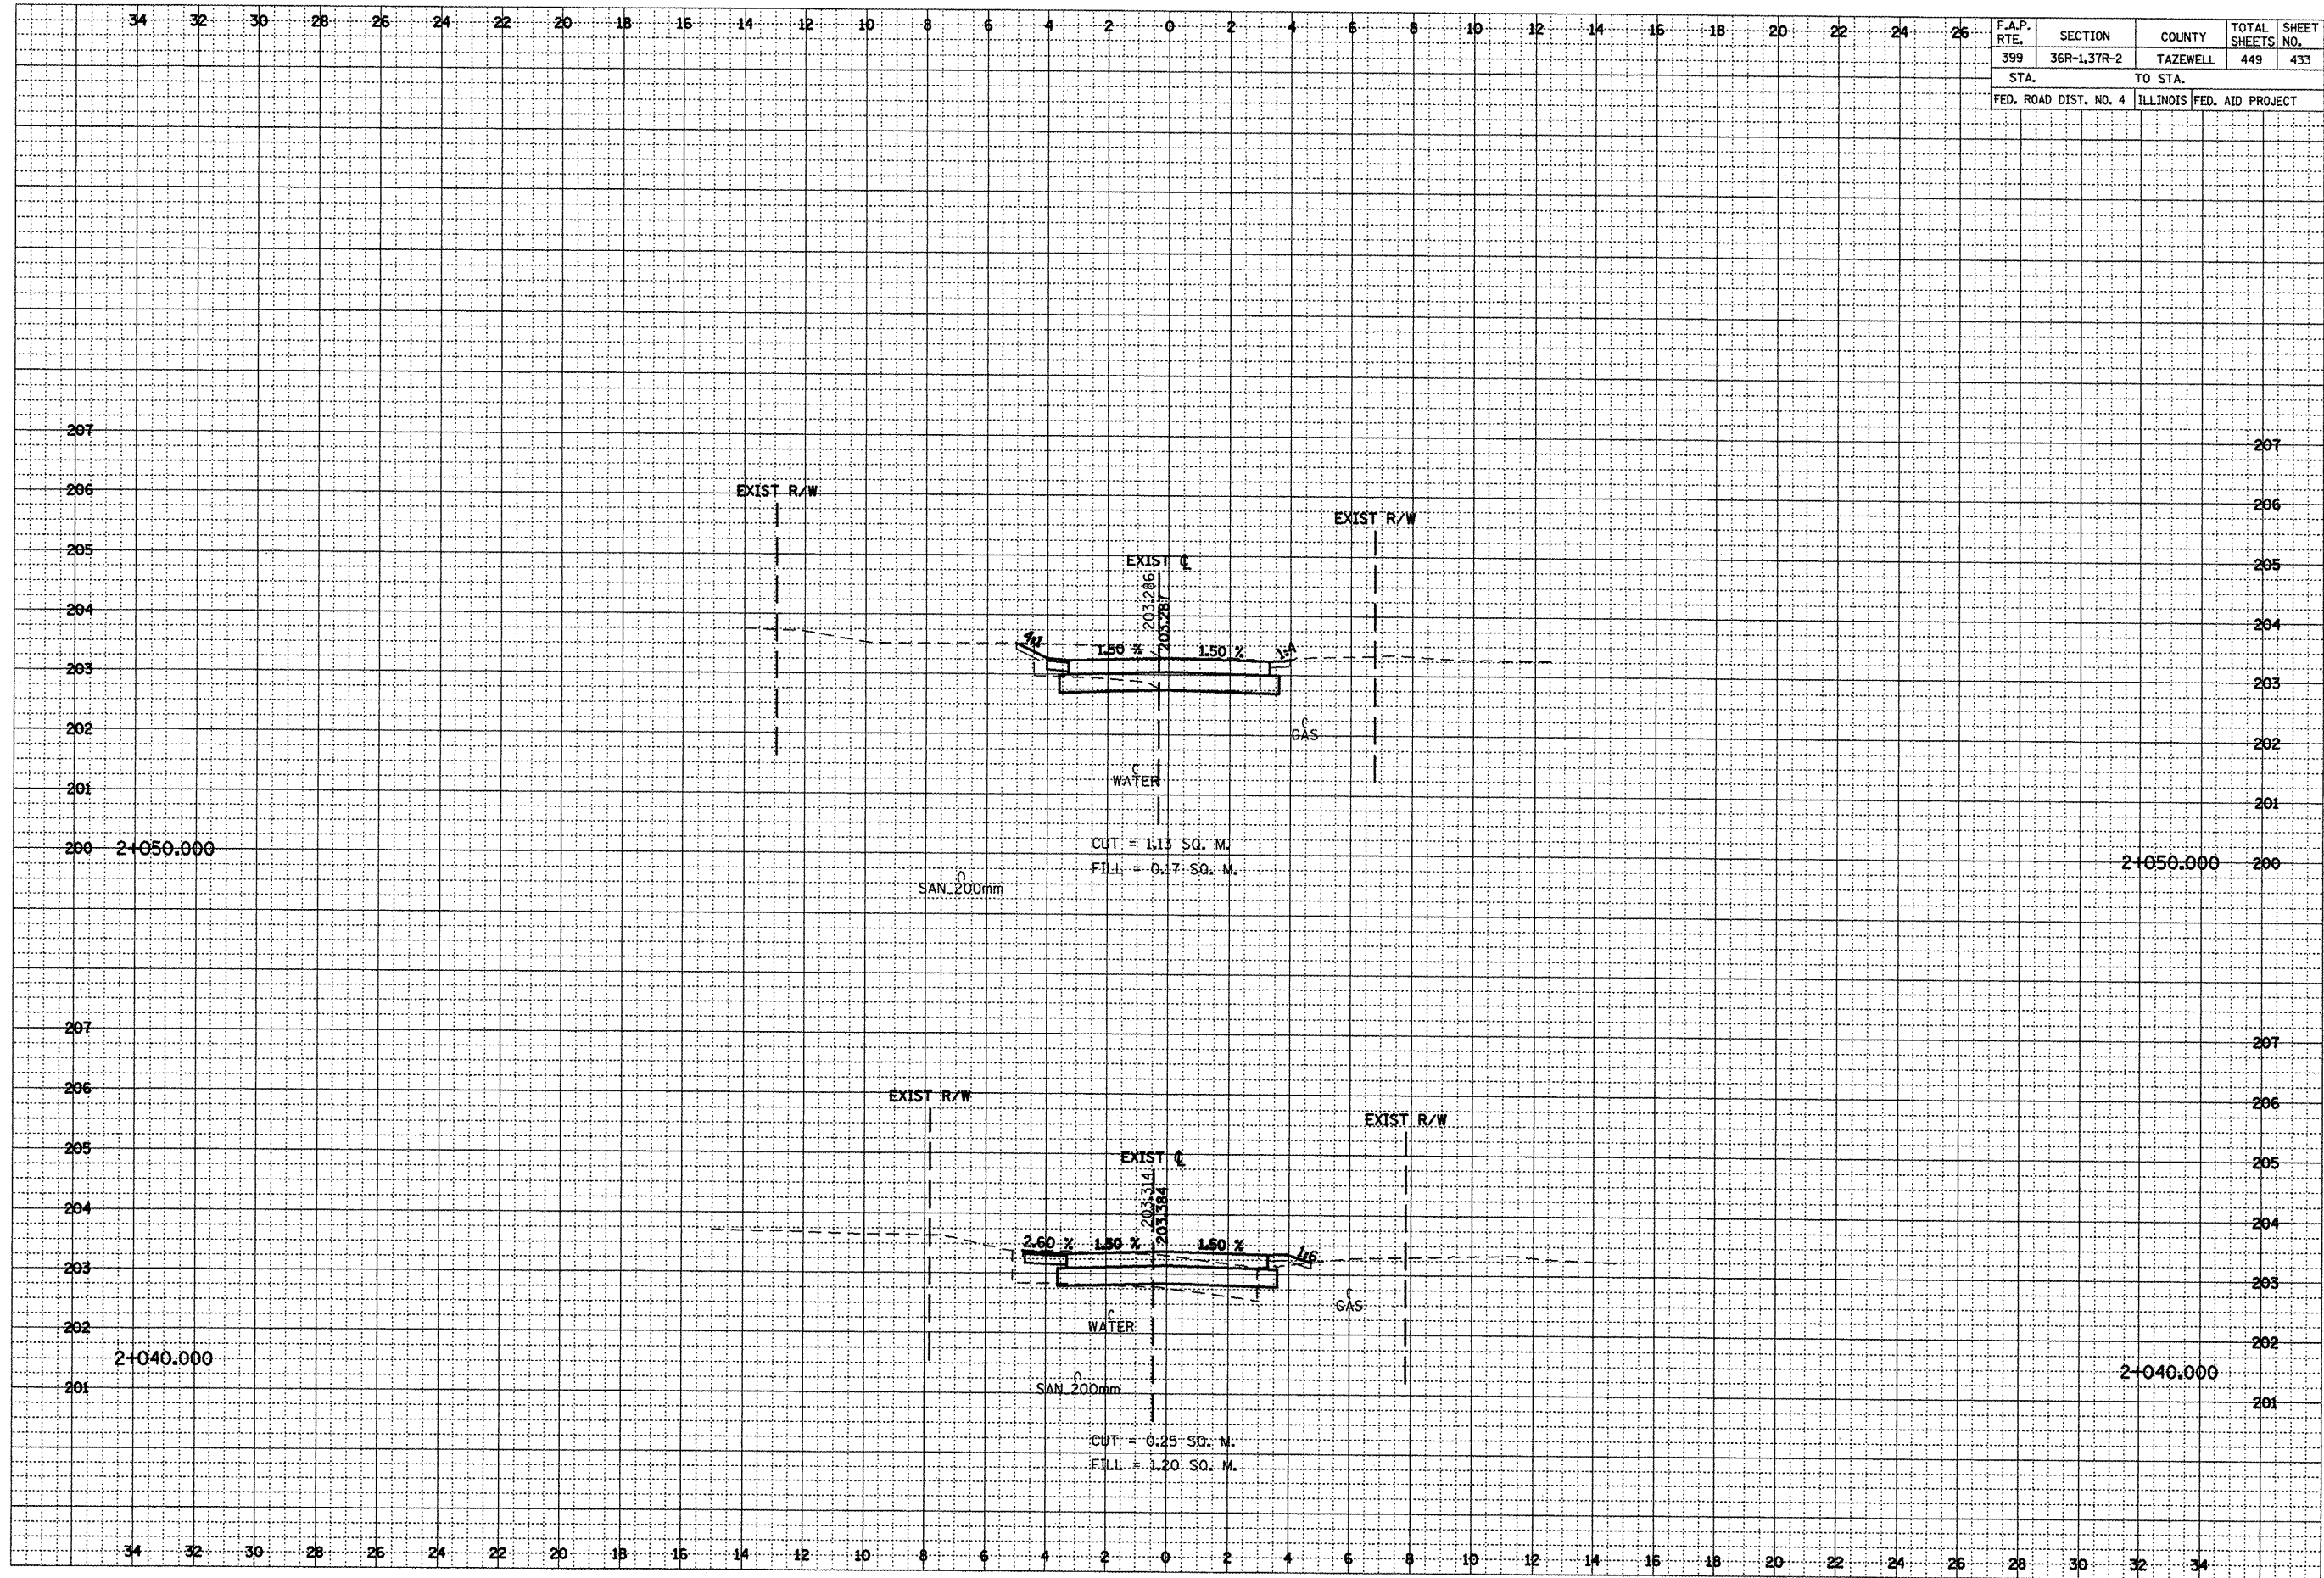 34 32 30 28 26 24 22 20 18 16 14 12 10 8 6 4 2 0 2 4 6 8 10 12 14 16 18 20 22 24 26
F.A.P. RTE. SECTION COUNTY TOTAL SHEETS SHEET NO.
399 36R-1,37R-2 TAZEWELL 449 433
STA. TO STA.
FED. ROAD DIST. NO. 4 ILLINOIS FED. AID PROJECT
207 207
206 EXIST R/W 206
EXIST R/W
205 EXIST ℄ 205
203.286
203.287
204 204
4:1 1.50 % 1.50 % 1:4
203 203
202 GAS 202
WATER
201 201
CUT = 1.13 SQ. M.
200 2+050.000 2+050.000 200
FILL = 0.17 SQ. M.
SAN_200mm
207 207
206 EXIST R/W 206
EXIST R/W
205 EXIST ℄ 205
203.314
203.384
204 204
2.60 % 1.50 % 1.50 % 1:6
203 203
GAS
202 WATER 202
2+040.000 2+040.000
201 SAN_200mm 201
CUT = 0.25 SQ. M.
FILL = 1.20 SQ. M.
34 32 30 28 26 24 22 20 18 16 14 12 10 8 6 4 2 0 2 4 6 8 10 12 14 16 18 20 22 24 26 28 30 32 34